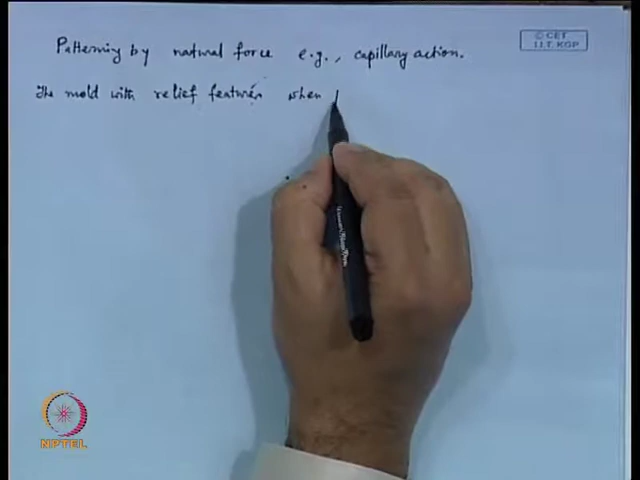 Patterning by natural force e.g., capillary action.
© CET
I.I.T. KGP
The mold with relief features when
NPTEL